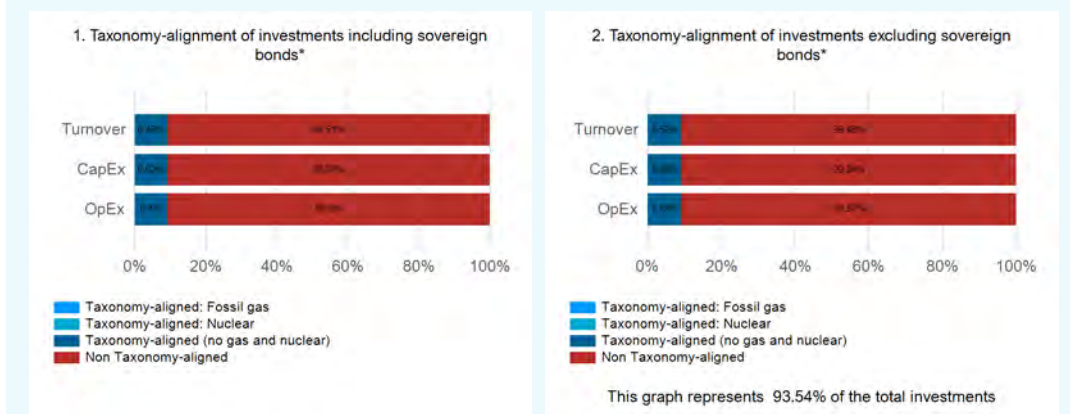 1. Taxonomy-alignment of investments including sovereign
bonds*
Turnover
CapEx
OpEx
0% 20% 40% 60% 80% 100%
Taxonomy-aligned: Fossil gas
Taxonomy-aligned: Nuclear
Taxonomy-aligned (no gas and nuclear)
Non Taxonomy-aligned
2. Taxonomy-alignment of investments excluding sovereign
bonds*
Turnover
CapEx
OpEx
0% 20% 40% 60% 80% 100%
Taxonomy-aligned: Fossil gas
Taxonomy-aligned: Nuclear
Taxonomy-aligned (no gas and nuclear)
Non Taxonomy-aligned
This graph represents 93.54% of the total investments